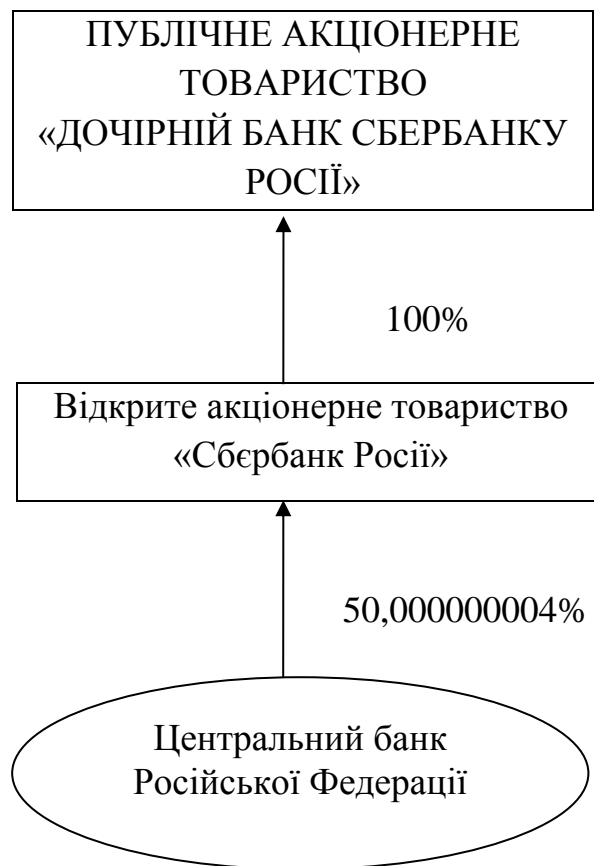 ПУБЛІЧНЕ АКЦІОНЕРНЕ
ТОВАРИСТВО
«ДОЧІРНІЙ БАНК СБЕРБАНКУ
РОСІЇ»
100%
Відкрите акціонерне товариство
«Сбєрбанк Росії»
50,000000004%
Центральний банк
Російської Федерації